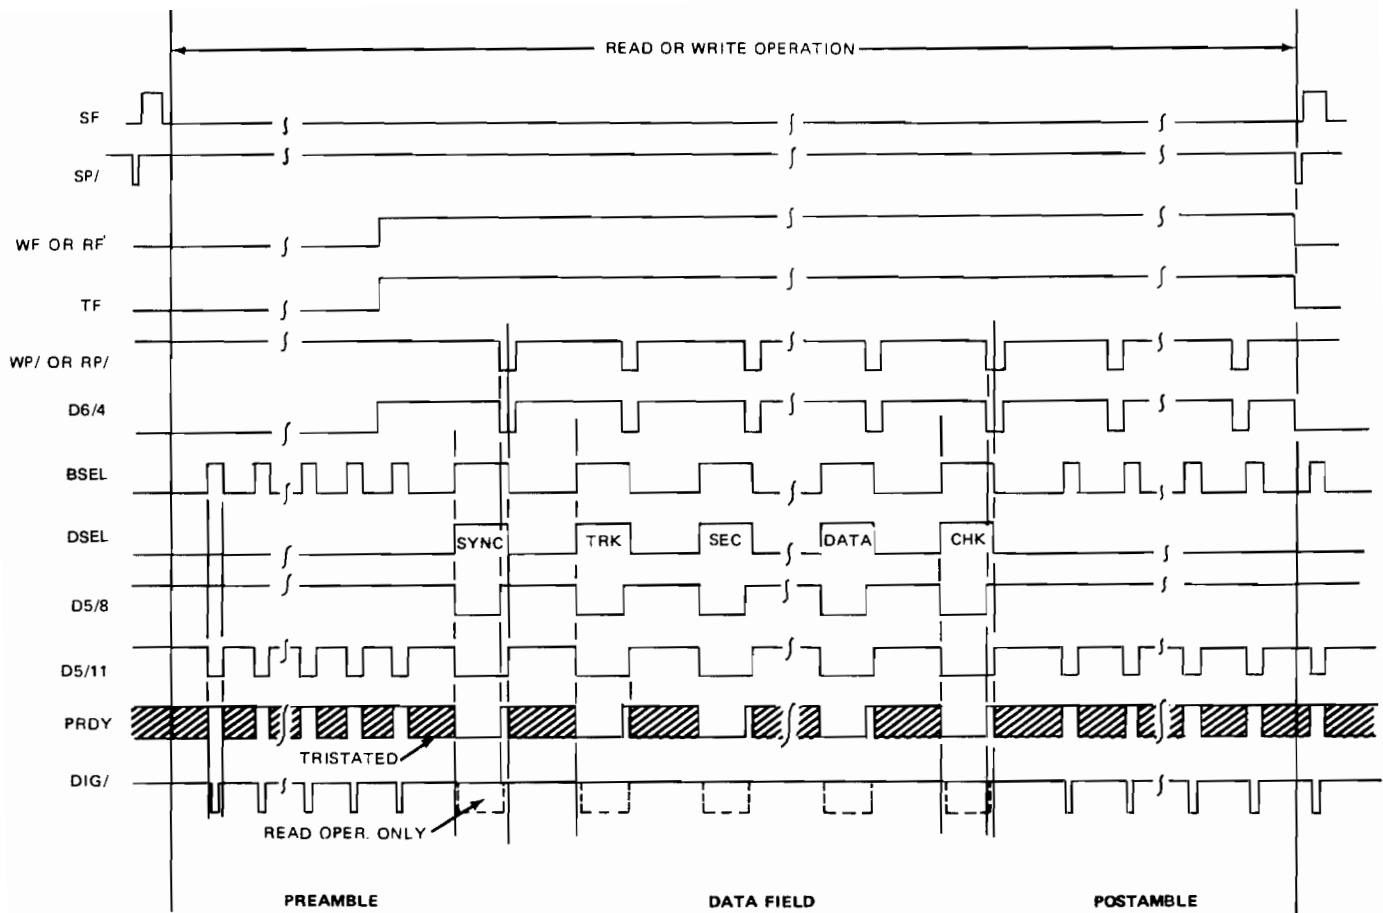 READ OR WRITE OPERATION
SF
SP/
WF OR RF'
TF
WP/ OR RP/
D6/4
BSEL
DSEL
SYNC TRK SEC DATA CHK
D5/8
D5/11
PRDY
TRISTATED
DIG/
READ OPER. ONLY
PREAMBLE DATA FIELD POSTAMBLE